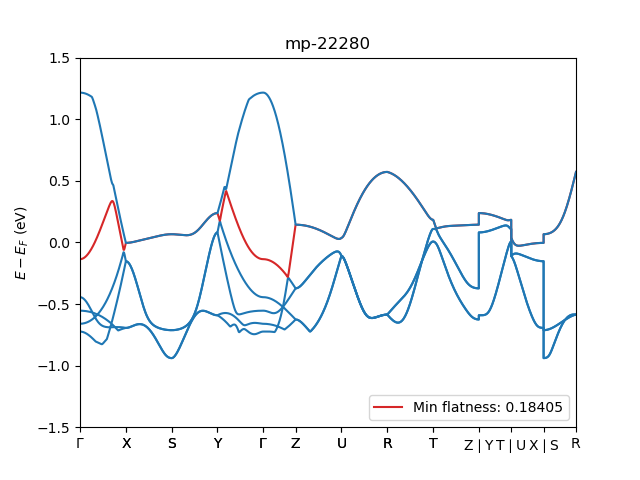 mp-22280
E − E_F (eV)
1.5
1.0
0.5
0.0
−0.5
−1.0
−1.5
Min flatness: 0.18405
Γ X S Y Γ Z U R T Z | Y T | U X | S R